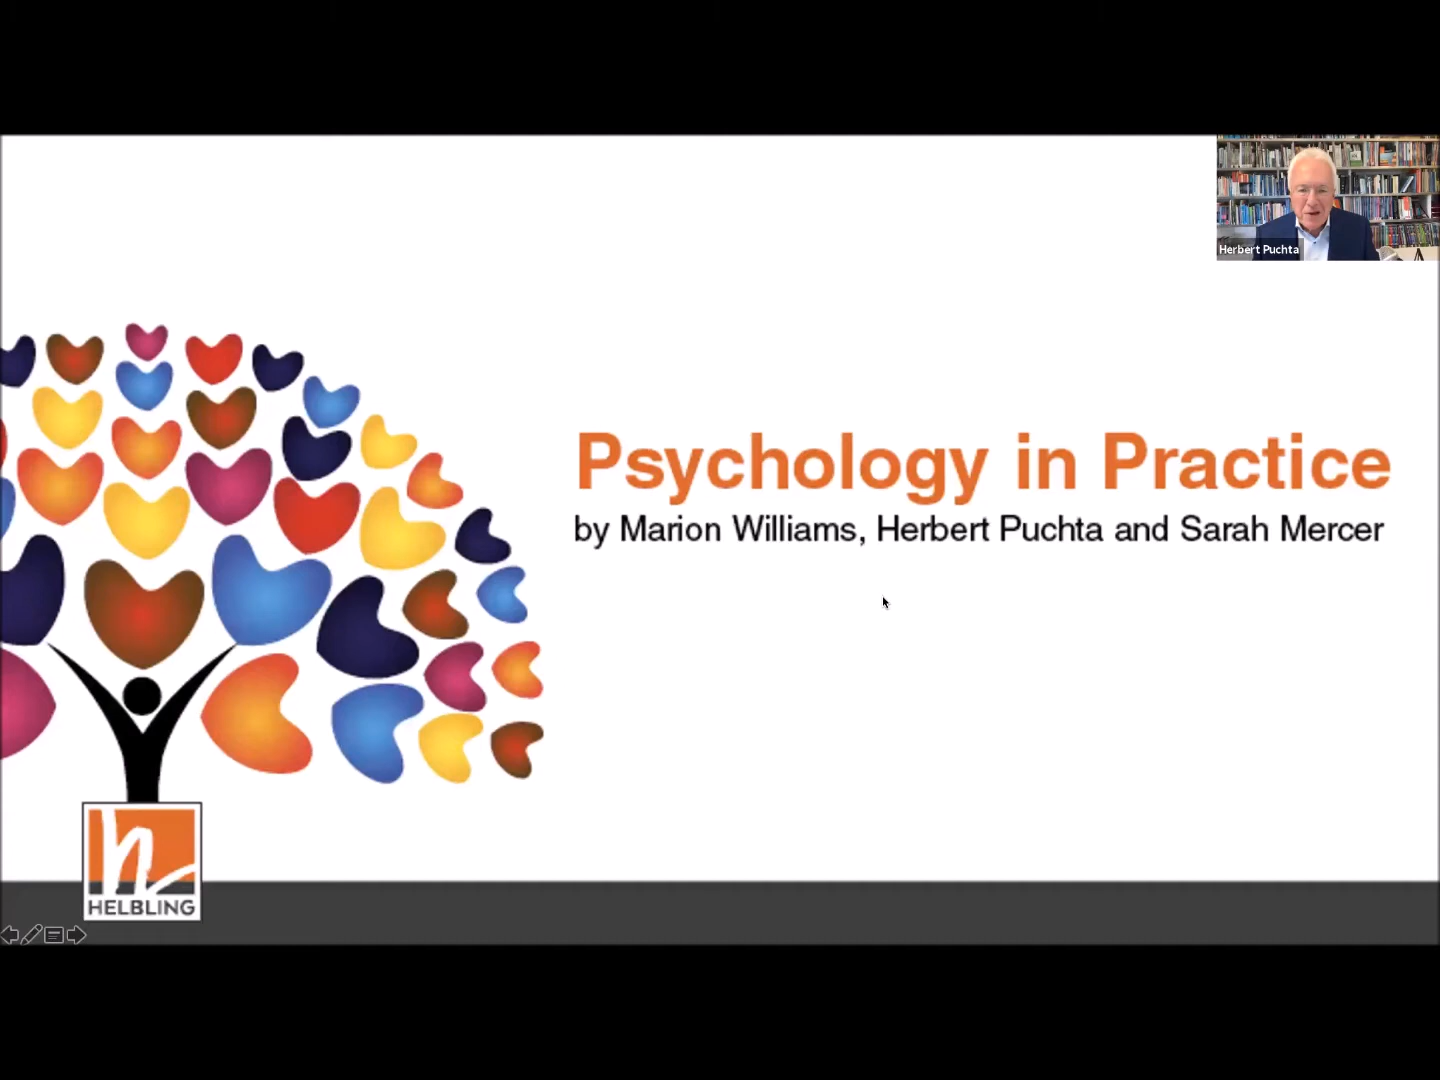 Herbert Puchta
Psychology in Practice
by Marion Williams, Herbert Puchta and Sarah Mercer
HELBLING